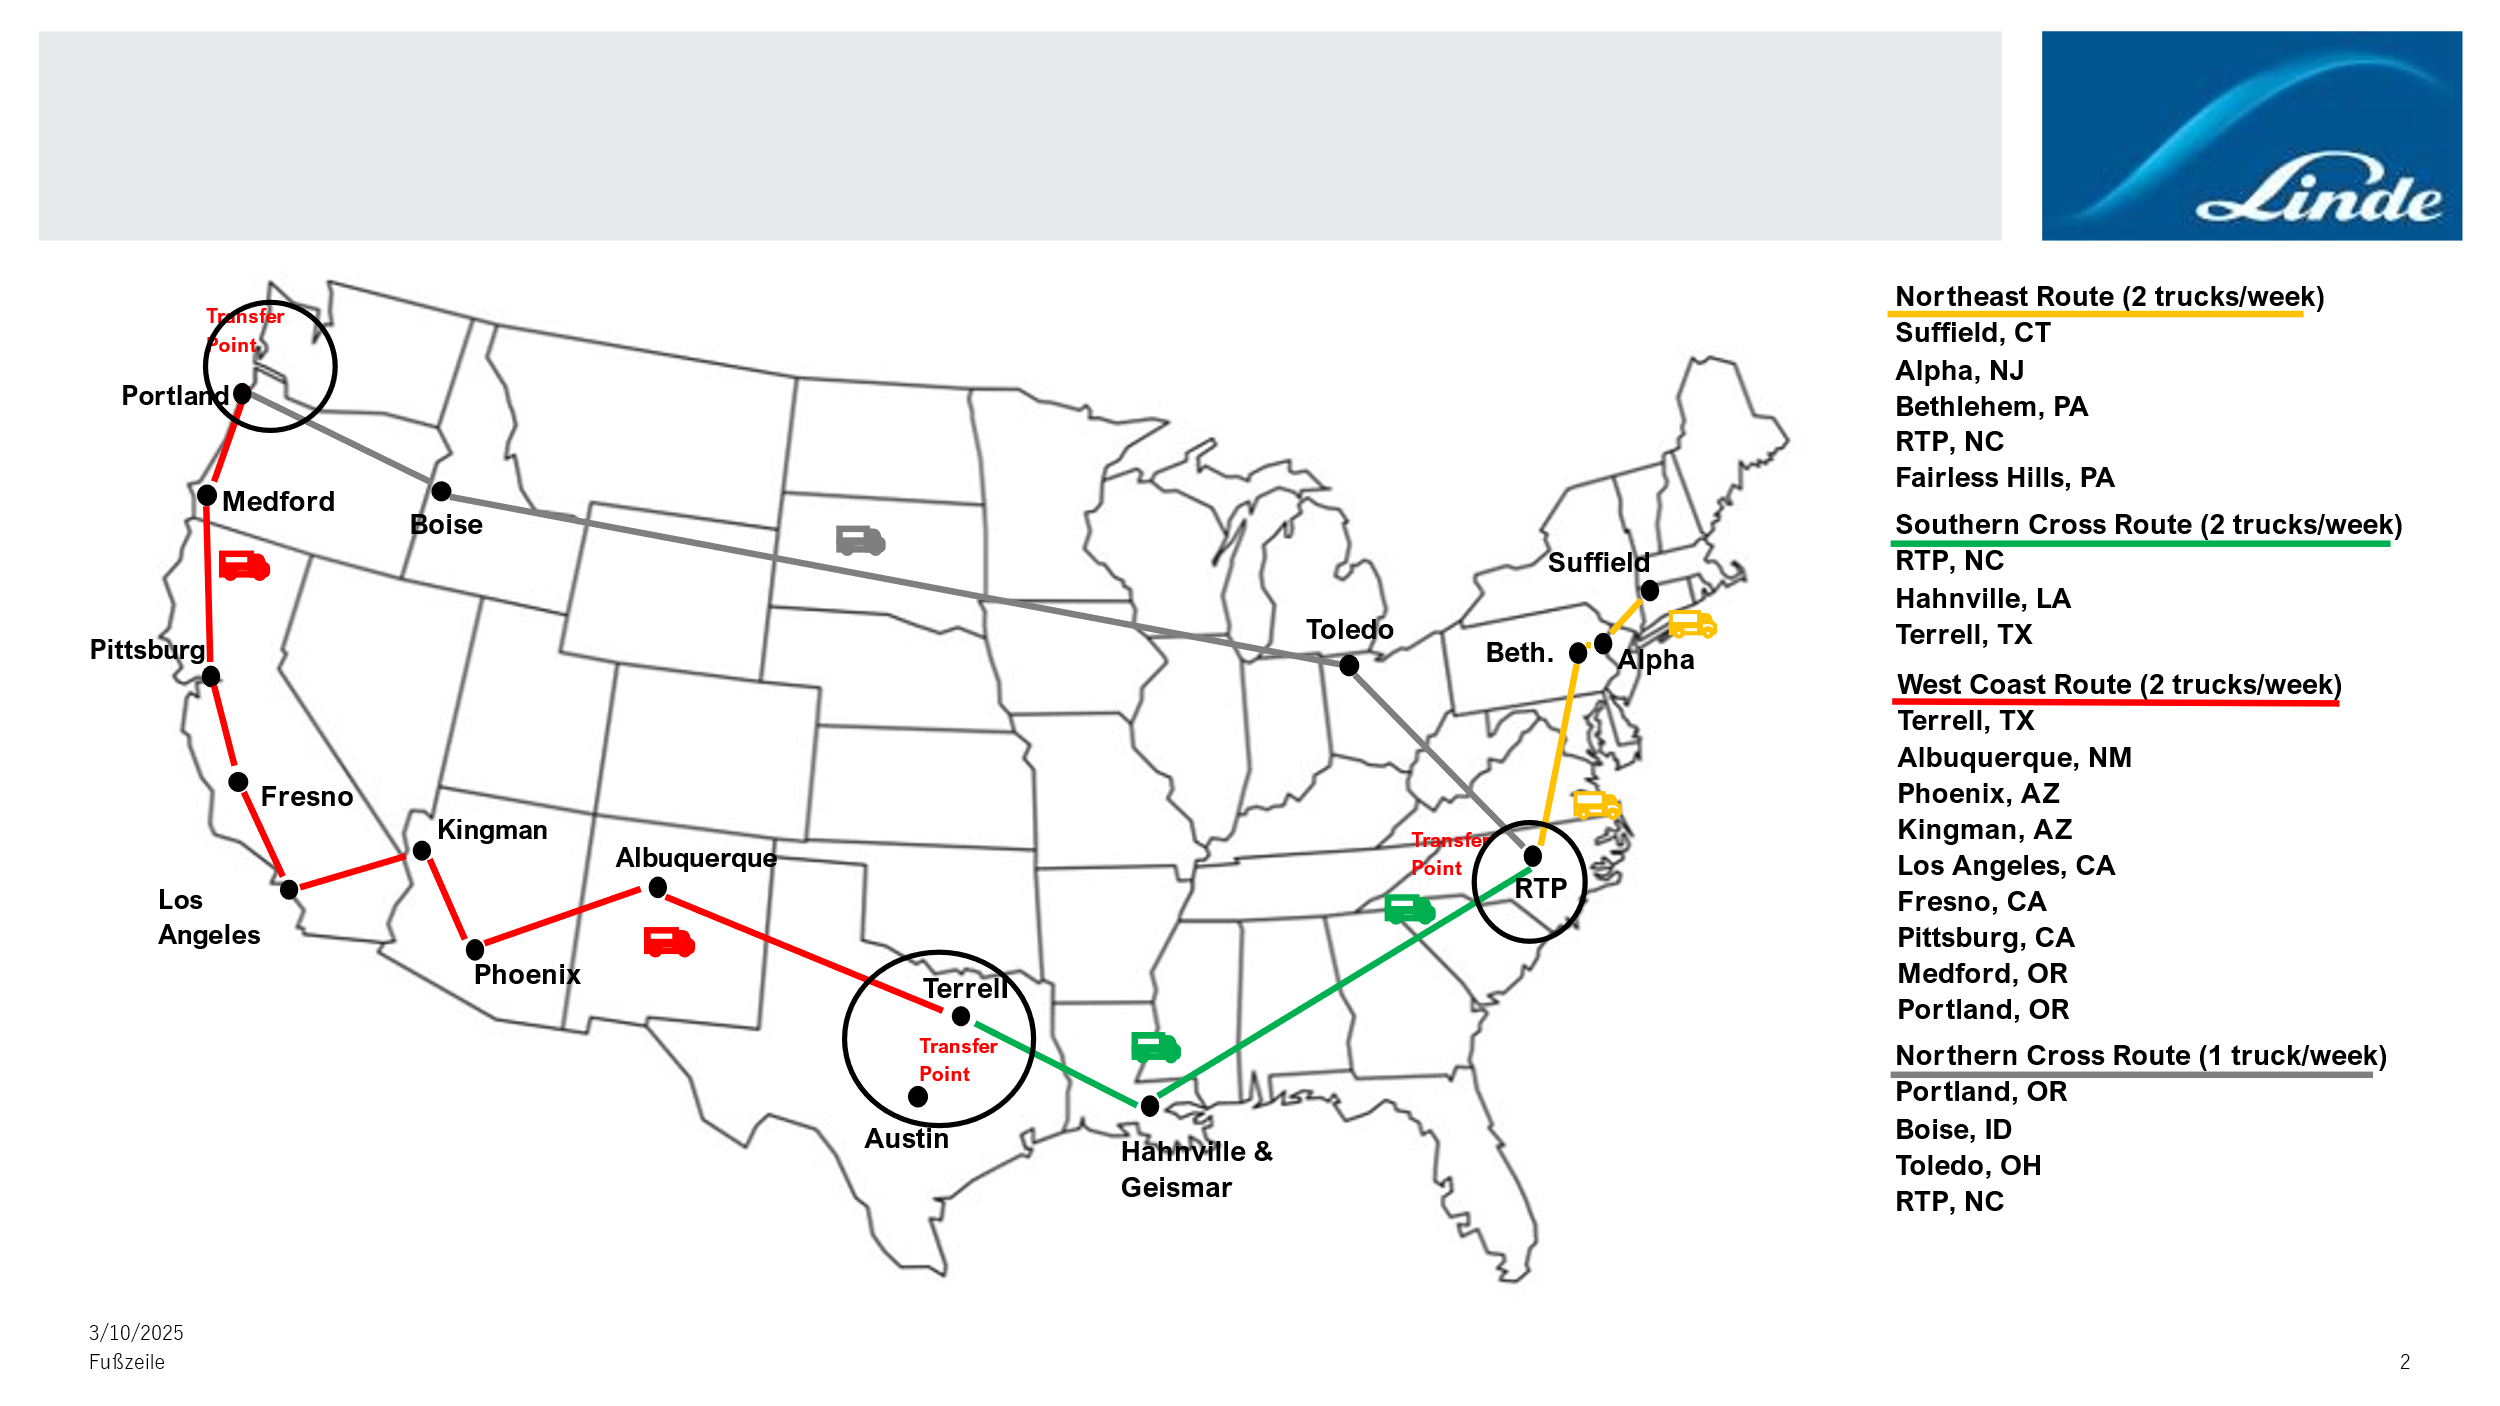 Linde
Transfer
Point
Portland
Medford
Boise
Pittsburg
Fresno
Kingman
Los
Angeles
Phoenix
Albuquerque
Terrell
Transfer
Point
Austin
Hahnville &
Geismar
Toledo
Suffield
Beth.
Alpha
Transfer
Point
RTP
Northeast Route (2 trucks/week)
Suffield, CT
Alpha, NJ
Bethlehem, PA
RTP, NC
Fairless Hills, PA
Southern Cross Route (2 trucks/week)
RTP, NC
Hahnville, LA
Terrell, TX
West Coast Route (2 trucks/week)
Terrell, TX
Albuquerque, NM
Phoenix, AZ
Kingman, AZ
Los Angeles, CA
Fresno, CA
Pittsburg, CA
Medford, OR
Portland, OR
Northern Cross Route (1 truck/week)
Portland, OR
Boise, ID
Toledo, OH
RTP, NC
3/10/2025
Fußzeile
2